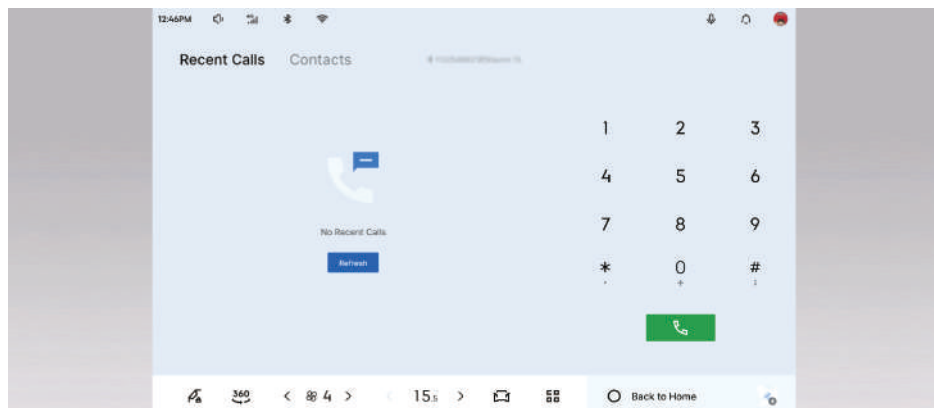 12:46PM
Recent Calls Contacts
1 2 3
4 5 6
7 8 9
* 0 #
+
No Recent Calls
Refresh
360 < 4 > < 15.5 > Back to Home